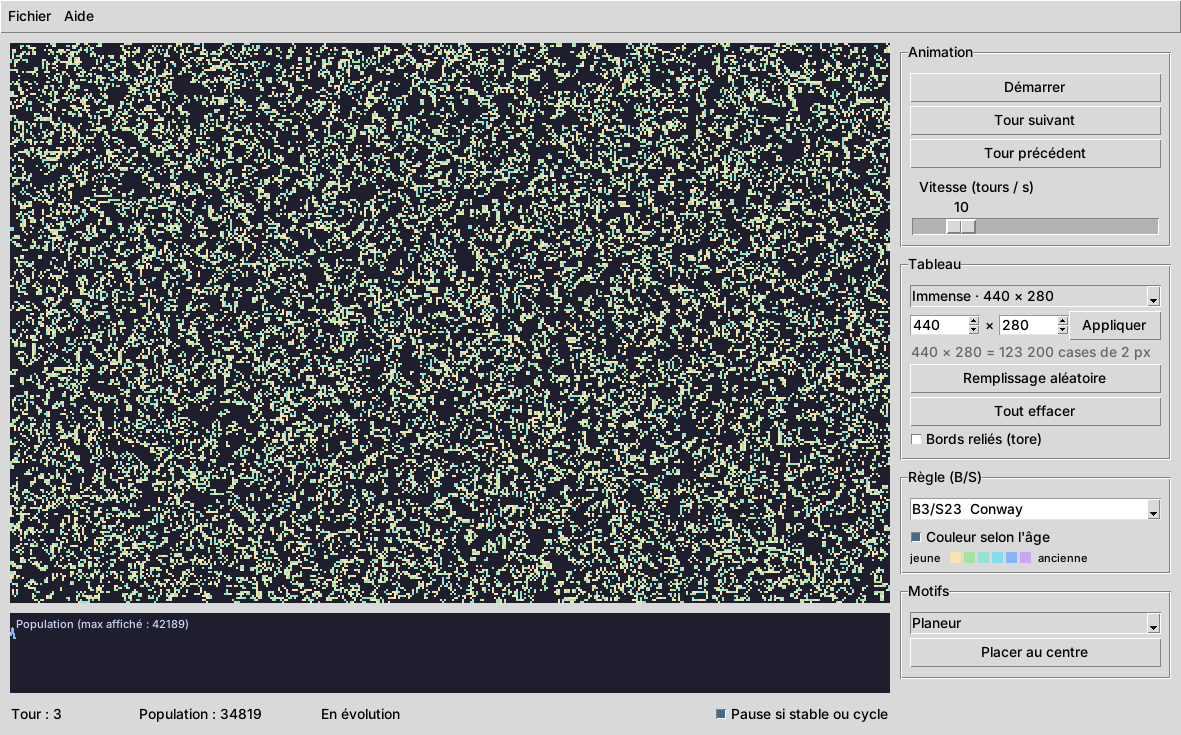 Fichier Aide
Animation
Démarrer
Tour suivant
Tour précédent
Vitesse (tours / s)
10
Tableau
Immense · 440 × 280
440 × 280 Appliquer
440 × 280 = 123 200 cases de 2 px
Remplissage aléatoire
Tout effacer
Bords reliés (tore)
Règle (B/S)
B3/S23 Conway
Couleur selon l'âge
jeune ancienne
Motifs
Planeur
Placer au centre
Population (max affiché : 42189)
Tour : 3 Population : 34819 En évolution Pause si stable ou cycle